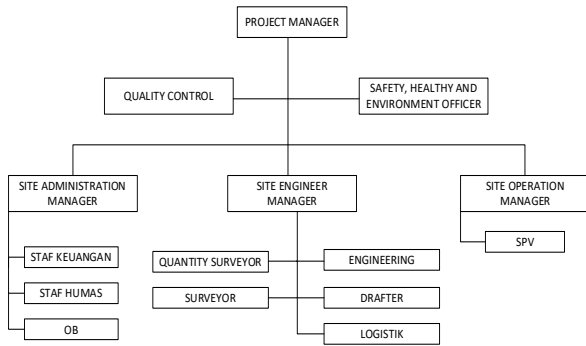 PROJECT MANAGER
QUALITY CONTROL
SAFETY, HEALTHY AND
ENVIRONMENT OFFICER
SITE ADMINISTRATION
MANAGER
SITE ENGINEER
MANAGER
SITE OPERATION
MANAGER
STAF KEUANGAN
STAF HUMAS
OB
QUANTITY SURVEYOR
ENGINEERING
SURVEYOR
DRAFTER
LOGISTIK
SPV